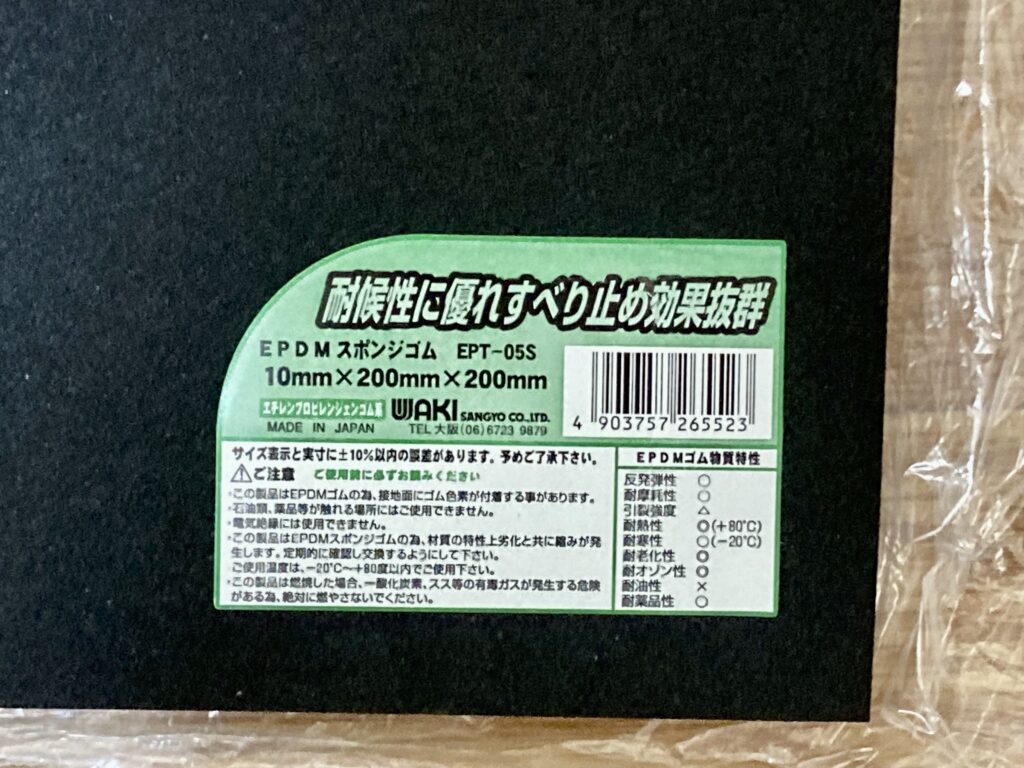 耐候性に優れすべり止め効果抜群
EPDMスポンジゴム EPT-05S
10mm×200mm×200mm
エチレンプロピレンジェンゴム系 WAKI SANGYO CO.,LTD.
MADE IN JAPAN TEL 大阪(06)6723 9879
4 903757 265523
サイズ表示と実寸に±10%以内の誤差があります。予めご了承下さい。
⚠ご注意 ご使用前に必ずお読みください
・この製品はEPDMゴムの為、接地面にゴム色素が付着する事があります。
・石油類、薬品等が触れる場所にはご使用できません。
・電気絶縁には使用できません。
・この製品はEPDMスポンジゴムの為、材質の特性上劣化と共に縮みが発
生します。定期的に確認し交換するようにして下さい。
ご使用温度は、-20℃〜+80度以内でご使用下さい。
・この製品は燃焼した場合、一酸化炭素、スス等の有毒ガスが発生する危険
がある為、絶対に燃やさないでください。
EPDMゴム物質特性
反発弾性 ○
耐摩耗性 ○
引裂強度 △
耐熱性 ◎(+80℃)
耐寒性 ○(-20℃)
耐老化性 ◎
耐オゾン性 ◎
耐油性 ×
耐薬品性 ○